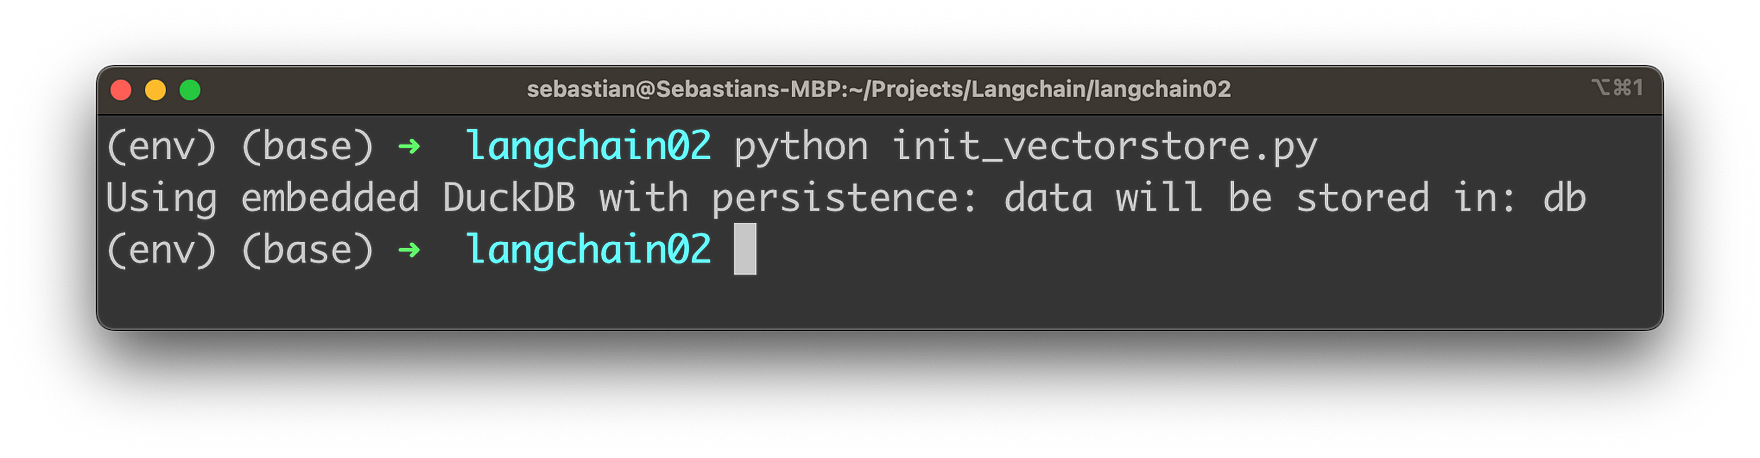 sebastian@Sebastians-MBP:~/Projects/Langchain/langchain02 ⌥⌘1
(env) (base) ➜ langchain02 python init_vectorstore.py
Using embedded DuckDB with persistence: data will be stored in: db
(env) (base) ➜ langchain02